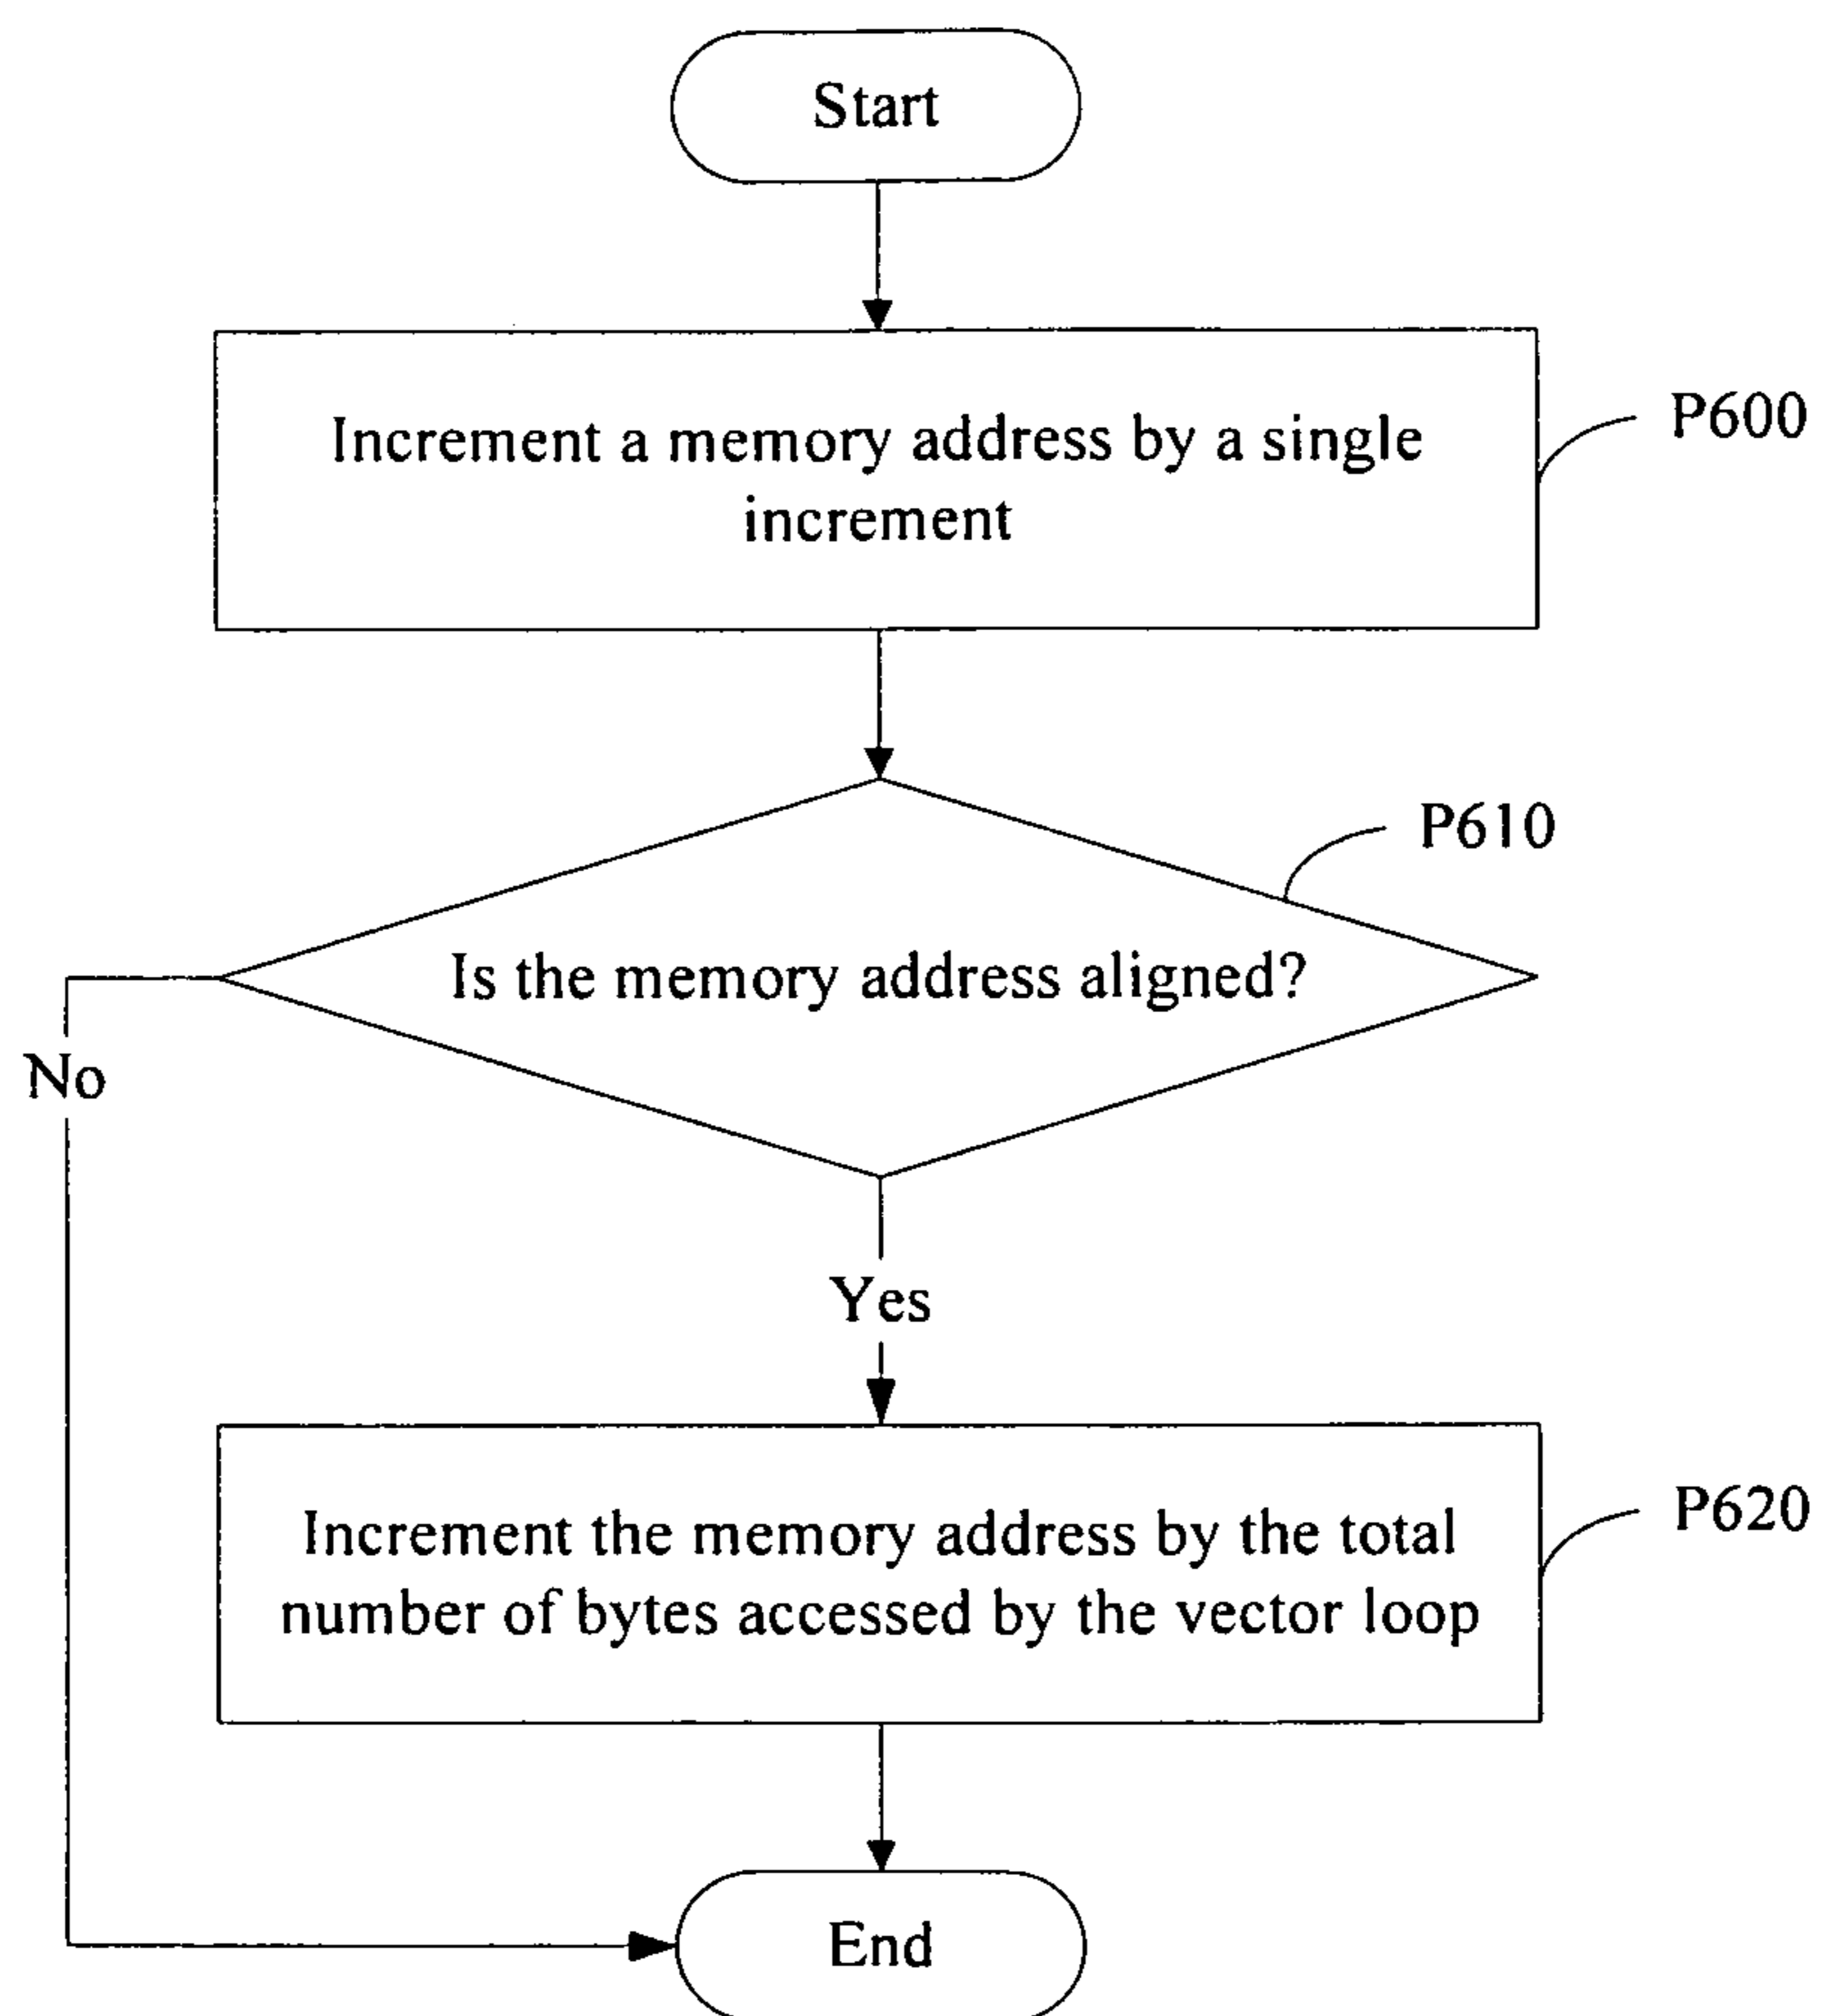 Start
Increment a memory address by a single
increment
P600
P610
Is the memory address aligned?
No
Yes
Increment the memory address by the total
number of bytes accessed by the vector loop
P620
End